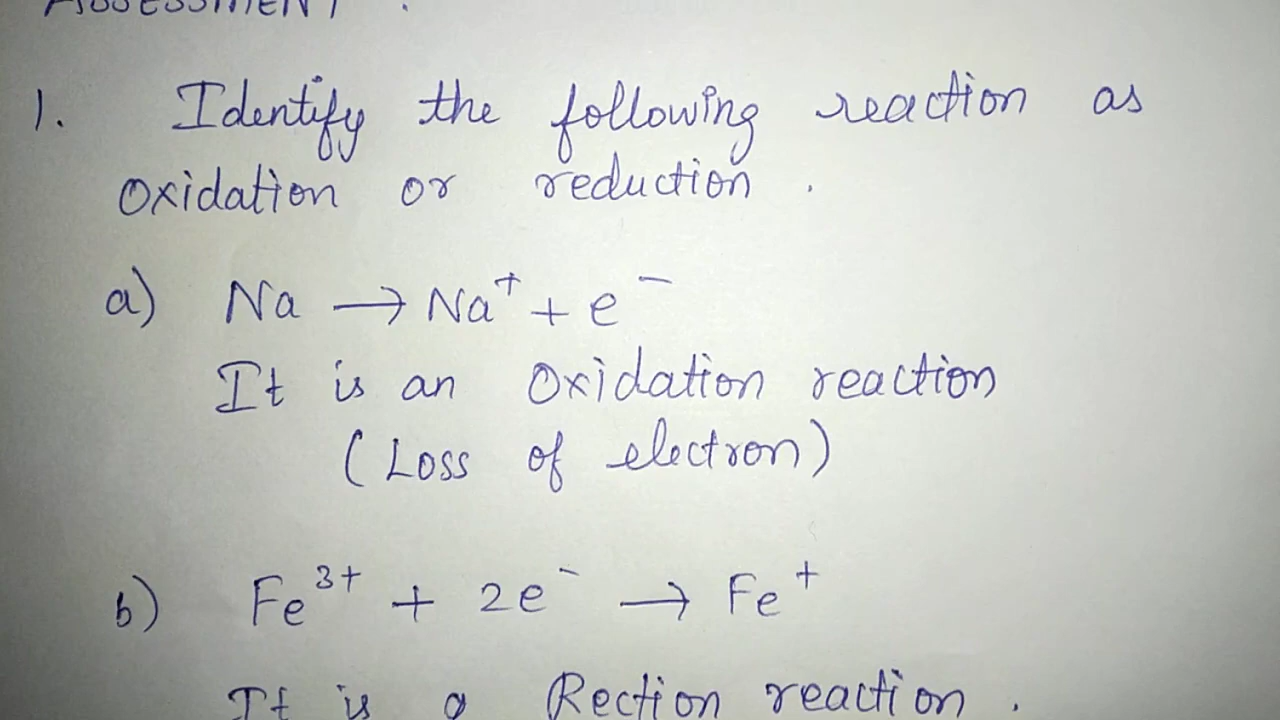 ASSESSMENT :
1. Identify the following reaction as
oxidation or reduction .
a) Na → Na⁺ + e⁻
It is an Oxidation reaction
( Loss of electron )
b) Fe³⁺ + 2e⁻ → Fe⁺
It is a Rection reaction .